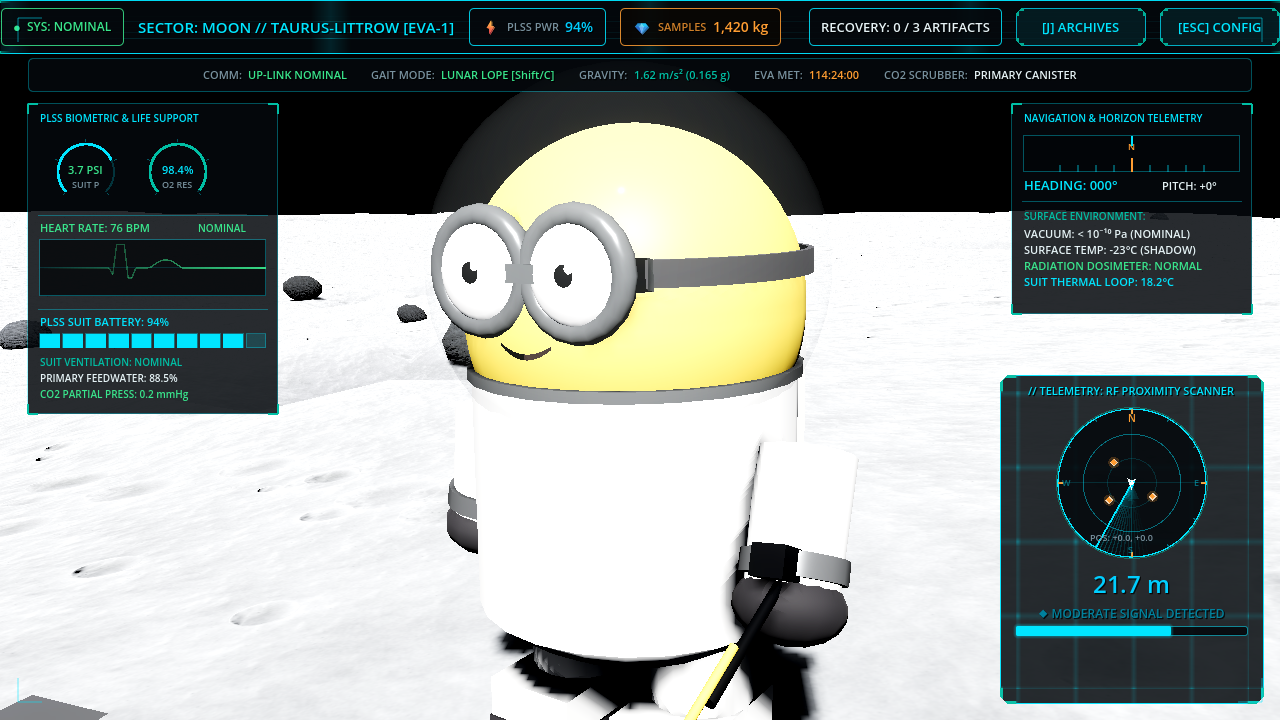 SYS: NOMINAL
SECTOR: MOON // TAURUS-LITTROW [EVA-1]
PLSS PWR 94%
SAMPLES 1,420 kg
RECOVERY: 0 / 3 ARTIFACTS
[J] ARCHIVES
[ESC] CONFIG
COMM: UP-LINK NOMINAL
GAIT MODE: LUNAR LOPE [Shift/C]
GRAVITY: 1.62 m/s² (0.165 g)
EVA MET: 114:24:00
CO2 SCRUBBER: PRIMARY CANISTER
PLSS BIOMETRIC & LIFE SUPPORT
3.7 PSI
SUIT P
98.4%
O2 RES
HEART RATE: 76 BPM
NOMINAL
PLSS SUIT BATTERY: 94%
SUIT VENTILATION: NOMINAL
PRIMARY FEEDWATER: 88.5%
CO2 PARTIAL PRESS: 0.2 mmHg
NAVIGATION & HORIZON TELEMETRY
N
HEADING: 000°
PITCH: +0°
SURFACE ENVIRONMENT:
VACUUM: < 10⁻¹⁰ Pa (NOMINAL)
SURFACE TEMP: -23°C (SHADOW)
RADIATION DOSIMETER: NORMAL
SUIT THERMAL LOOP: 18.2°C
// TELEMETRY: RF PROXIMITY SCANNER
N
W
E
S
POS: +0.0, +0.0
21.7 m
◆ MODERATE SIGNAL DETECTED